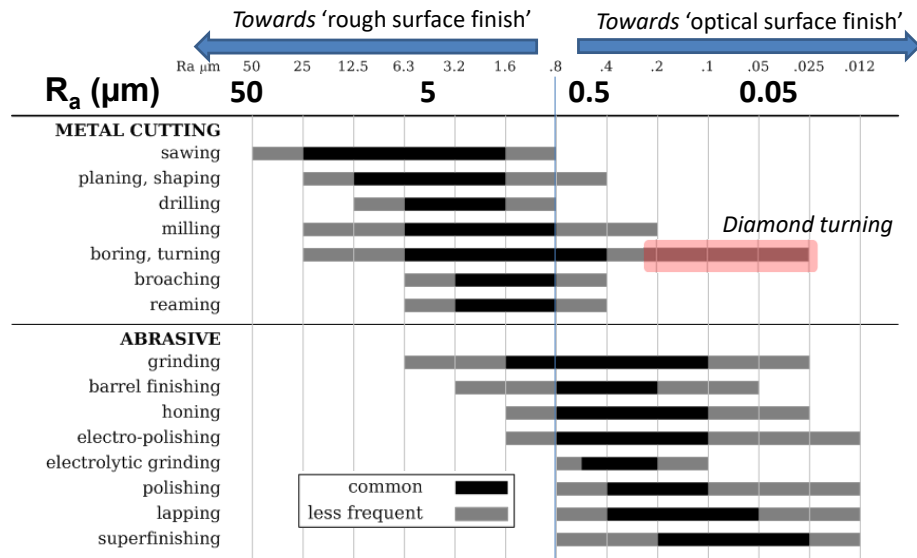 Towards ‘rough surface finish’
Towards ‘optical surface finish’
Ra μm 50 25 12.5 6.3 3.2 1.6 .8 .4 .2 .1 .05 .025 .012
Ra (μm) 50 5 0.5 0.05
METAL CUTTING
sawing
planing, shaping
drilling
milling
Diamond turning
boring, turning
broaching
reaming
ABRASIVE
grinding
barrel finishing
honing
electro-polishing
electrolytic grinding
polishing
lapping
superfinishing
common
less frequent